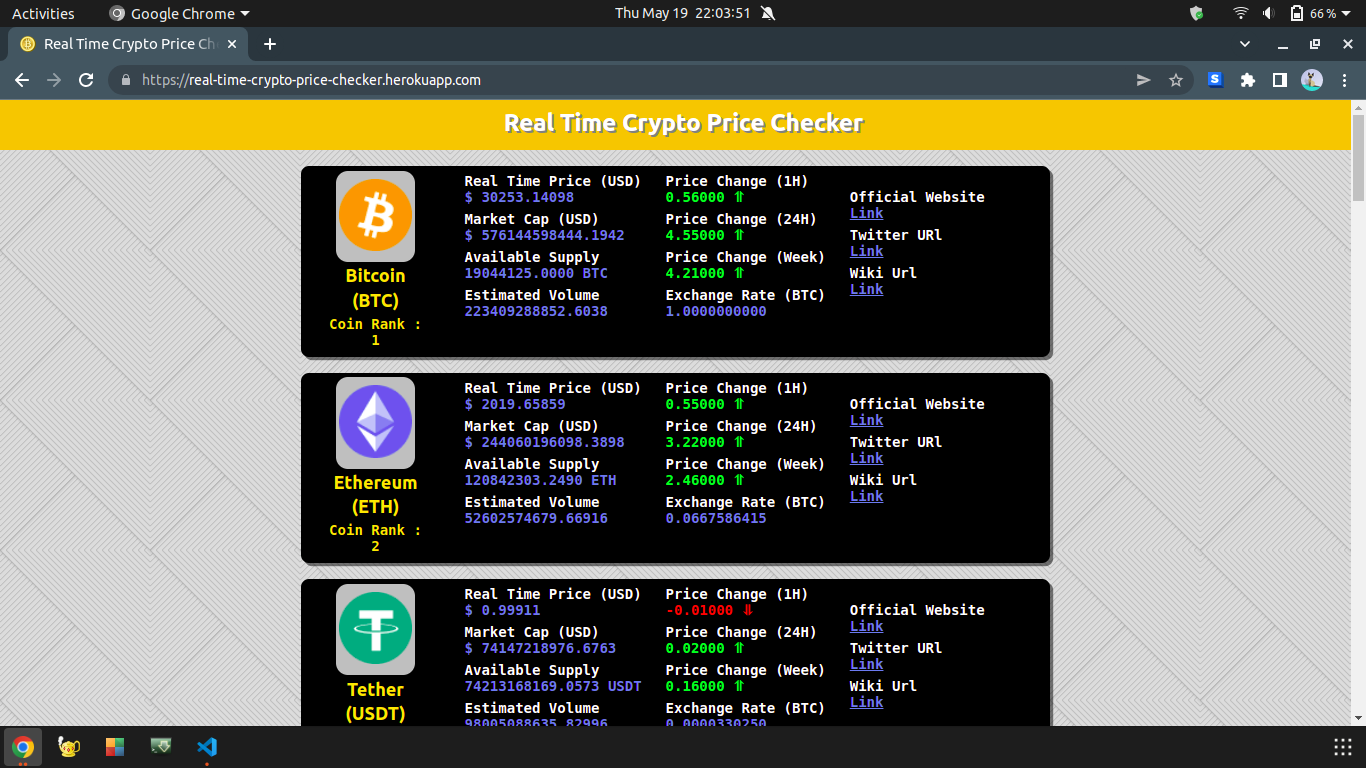 Activities
Google Chrome
Thu May 19 22:03:51
66 %
Real Time Crypto Price Ch
https://real-time-crypto-price-checker.herokuapp.com
Real Time Crypto Price Checker
Bitcoin
(BTC)
Coin Rank :
1
Real Time Price (USD)
$ 30253.14098
Market Cap (USD)
$ 576144598444.1942
Available Supply
19044125.0000 BTC
Estimated Volume
223409288852.6038
Price Change (1H)
0.56000 ⥣
Price Change (24H)
4.55000 ⥣
Price Change (Week)
4.21000 ⥣
Exchange Rate (BTC)
1.0000000000
Official Website
Link
Twitter URl
Link
Wiki Url
Link
Ethereum
(ETH)
Coin Rank :
2
Real Time Price (USD)
$ 2019.65859
Market Cap (USD)
$ 244060196098.3898
Available Supply
120842303.2490 ETH
Estimated Volume
52602574679.66916
Price Change (1H)
0.55000 ⥣
Price Change (24H)
3.22000 ⥣
Price Change (Week)
2.46000 ⥣
Exchange Rate (BTC)
0.0667586415
Official Website
Link
Twitter URl
Link
Wiki Url
Link
Tether
(USDT)
Real Time Price (USD)
$ 0.99911
Market Cap (USD)
$ 74147218976.6763
Available Supply
74213168169.0573 USDT
Estimated Volume
98005088635.82996
Price Change (1H)
-0.01000 ⥥
Price Change (24H)
0.02000 ⥣
Price Change (Week)
0.16000 ⥣
Exchange Rate (BTC)
0.0000330250
Official Website
Link
Twitter URl
Link
Wiki Url
Link